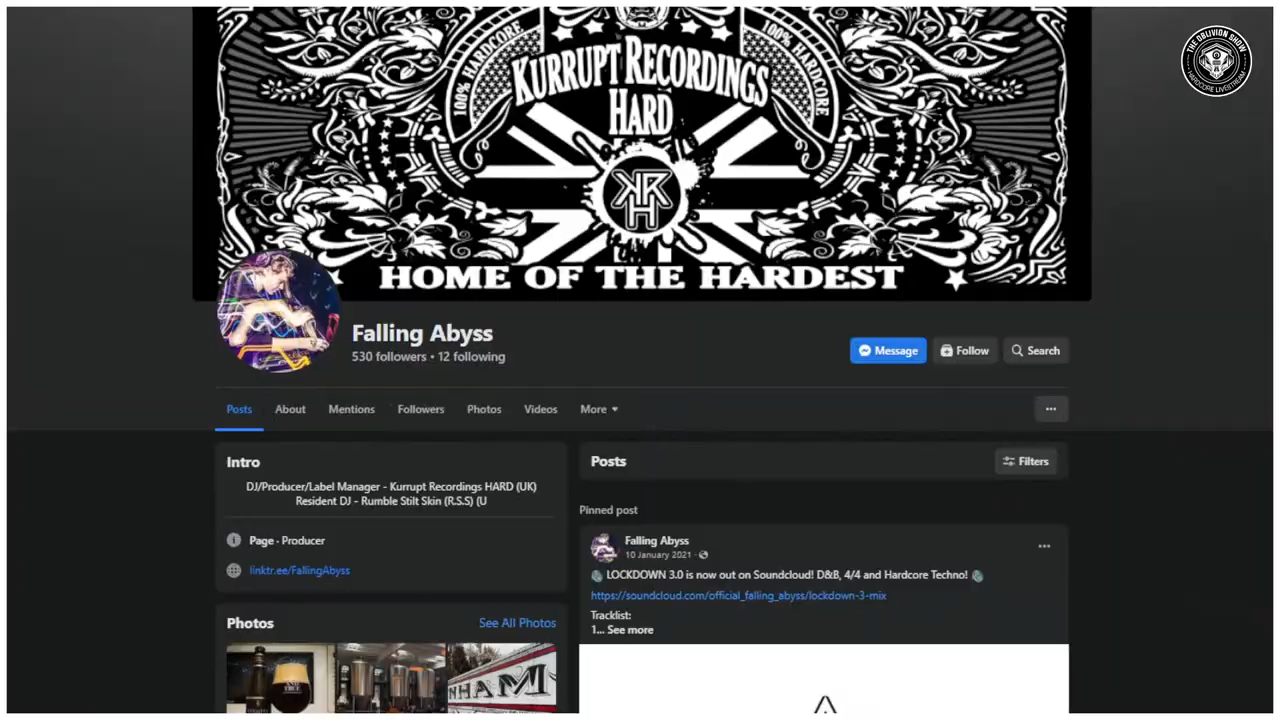 100% HARDCORE
KURRUPT RECORDINGS
100% HARDCORE
HARD
KRH
HOME OF THE HARDEST
THE OBLIVION SHOW
HARDCORE LIVESTREAM
Falling Abyss
530 followers • 12 following
Message
Follow
Search
Posts
About
Mentions
Followers
Photos
Videos
More
Intro
DJ/Producer/Label Manager - Kurrupt Recordings HARD (UK)
Resident DJ - Rumble Stilt Skin (R.S.S) (U
Page · Producer
linktr.ee/FallingAbyss
Photos
See All Photos
Posts
Filters
Pinned post
Falling Abyss
10 January 2021 ·
LOCKDOWN 3.0 is now out on Soundcloud! D&B, 4/4 and Hardcore Techno!
https://soundcloud.com/official_falling_abyss/lockdown-3-mix
Tracklist:
1... See more